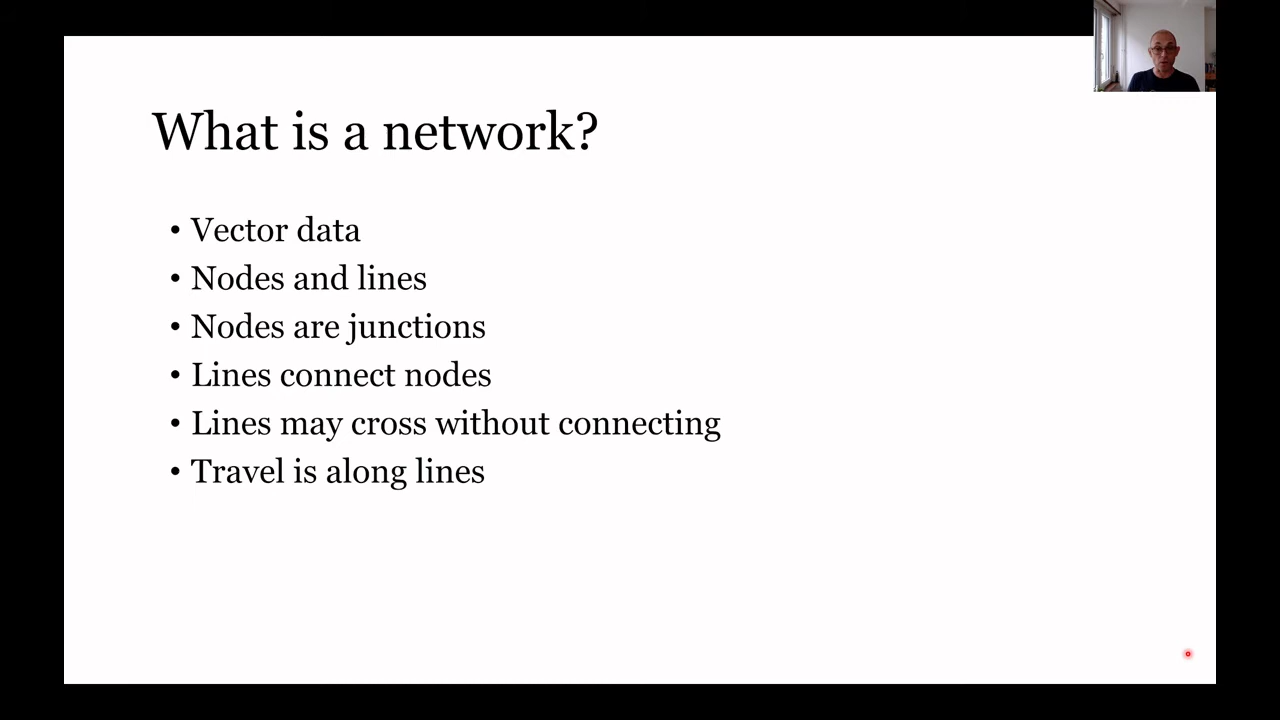 What is a network?
• Vector data
• Nodes and lines
• Nodes are junctions
• Lines connect nodes
• Lines may cross without connecting
• Travel is along lines